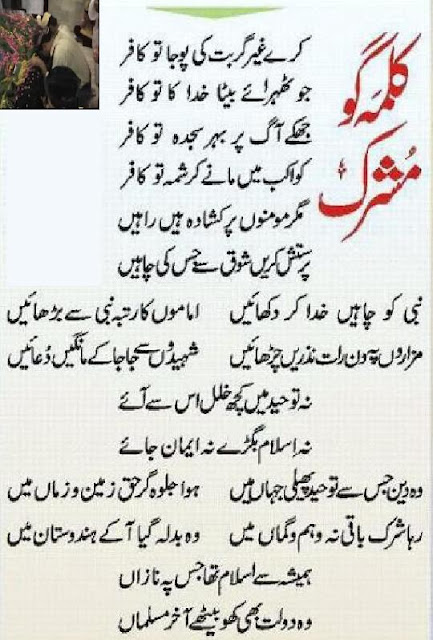 کلمہ گو
مشرک
کرے غیر گر بت کی پوجا تو کافر
جو ٹھہرائے بیٹا خدا کا تو کافر
جھکے آگ پر بہر سجدہ تو کافر
کواکب میں مانے کرشمہ تو کافر
مگر مومنوں پر کشادہ ہیں راہیں
پرستش کریں شوق سے جس کی چاہیں
نبی کو چاہیں خدا کر دکھائیں اماموں کا رتبہ نبی سے بڑھائیں
مزاروں پہ دن رات نذریں چڑھائیں شہیدوں سے جا جا کے مانگیں دُعائیں
نہ توحید میں کچھ خلل اس سے آئے
نہ اسلام بگڑے نہ ایمان جائے
وہ دین جس سے توحید پھیلی جہاں میں ہوا جلوہ گر حق زمین و زماں میں
رہا شرک باقی نہ وہم و گماں میں وہ بدلہ گیا آ کے ہندوستان میں
ہمیشہ سے اسلام تھا جس پہ نازاں
وہ دولت بھی کھو بیٹھے آخر مسلماں